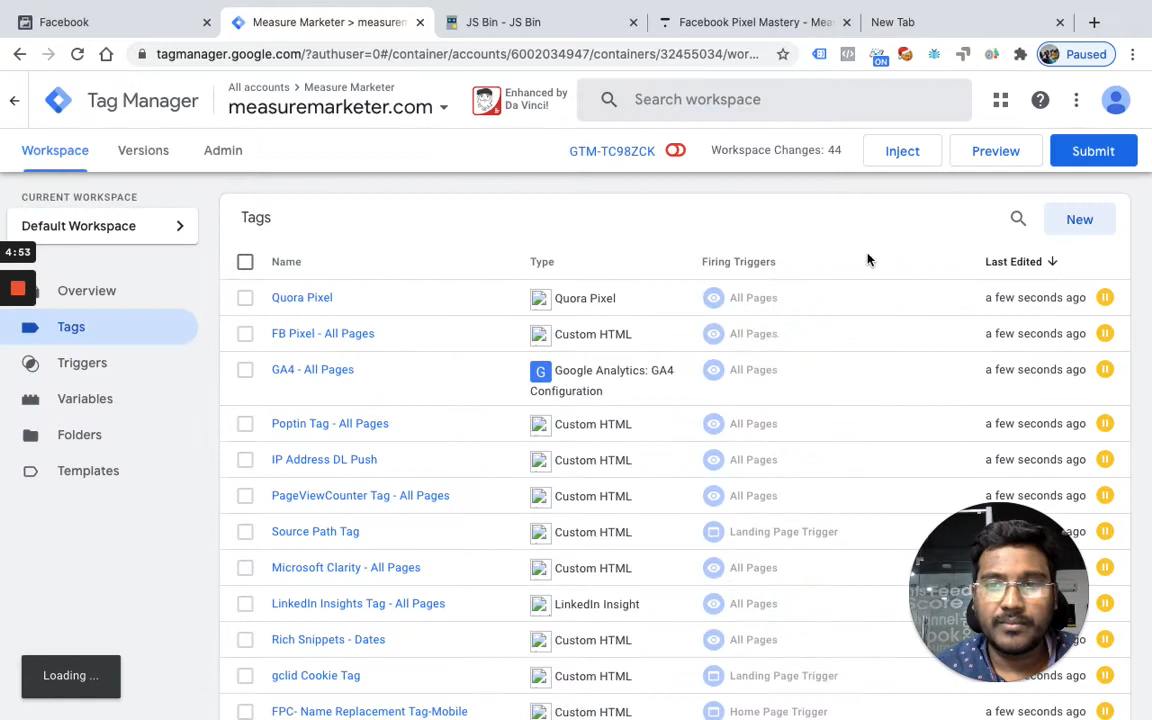 Facebook
Measure Marketer > measurem
JS Bin - JS Bin
Facebook Pixel Mastery - Meas
New Tab
tagmanager.google.com/?authuser=0#/container/accounts/6002034947/containers/32455034/wor...
ON
Paused
Tag Manager
All accounts > Measure Marketer
measuremarketer.com
Enhanced by
Da Vinci!
Search workspace
Workspace
Versions
Admin
GTM-TC98ZCK
Workspace Changes: 44
Inject
Preview
Submit
CURRENT WORKSPACE
Default Workspace
4:53
Overview
Tags
Triggers
Variables
Folders
Templates
Tags
New
Name
Type
Firing Triggers
Last Edited
Quora Pixel
Quora Pixel
All Pages
a few seconds ago
FB Pixel - All Pages
Custom HTML
All Pages
a few seconds ago
GA4 - All Pages
G
Google Analytics: GA4
Configuration
All Pages
a few seconds ago
Poptin Tag - All Pages
Custom HTML
All Pages
a few seconds ago
IP Address DL Push
Custom HTML
All Pages
a few seconds ago
PageViewCounter Tag - All Pages
Custom HTML
All Pages
a few seconds ago
Source Path Tag
Custom HTML
Landing Page Trigger
Microsoft Clarity - All Pages
Custom HTML
All Pages
LinkedIn Insights Tag - All Pages
LinkedIn Insight
All Pages
Rich Snippets - Dates
Custom HTML
All Pages
go
gclid Cookie Tag
Custom HTML
Landing Page Trigger
conds ago
FPC- Name Replacement Tag-Mobile
Custom HTML
Home Page Trigger
a few seconds ago
Loading ...